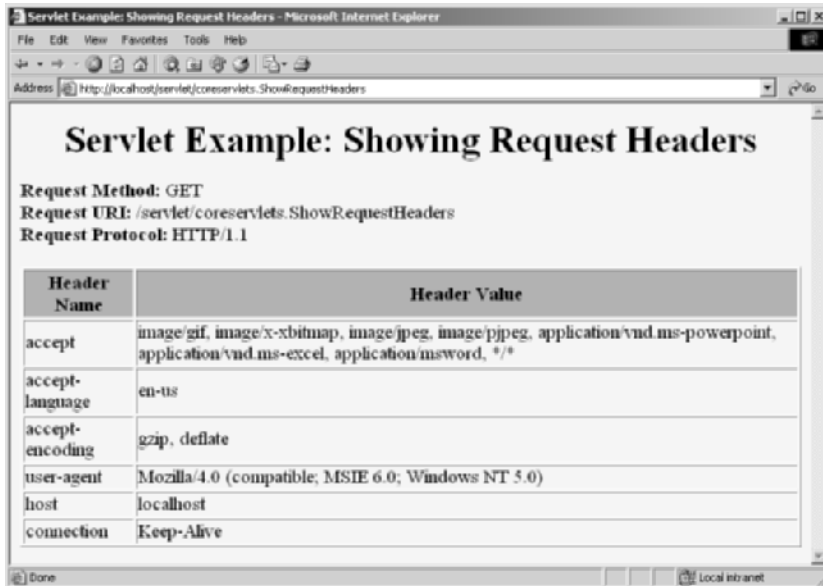 Servlet Example: Showing Request Headers - Microsoft Internet Explorer
File Edit View Favorites Tools Help
Address http://localhost/servlet/coreservlets.ShowRequestHeaders Go
Servlet Example: Showing Request Headers
Request Method: GET
Request URI: /servlet/coreservlets.ShowRequestHeaders
Request Protocol: HTTP/1.1
Header Name Header Value
accept image/gif, image/x-xbitmap, image/jpeg, image/pjpeg, application/vnd.ms-powerpoint,
application/vnd.ms-excel, application/msword, */*
accept-
language en-us
accept-
encoding gzip, deflate
user-agent Mozilla/4.0 (compatible; MSIE 6.0; Windows NT 5.0)
host localhost
connection Keep-Alive
Done Local intranet